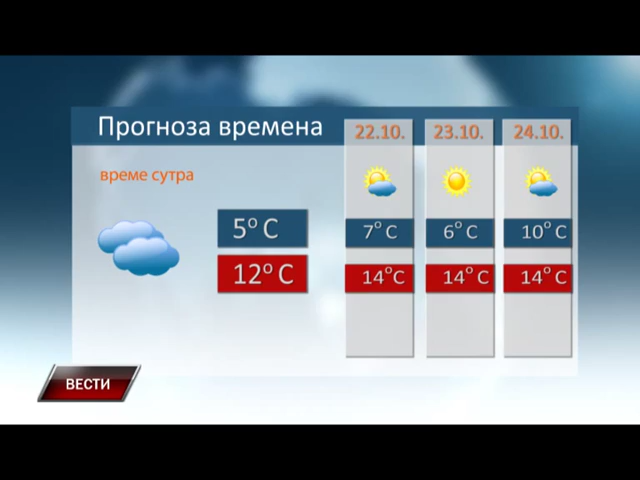 Прогноза времена
време сутра
5° C
12° C
22.10.
7° C
14°C
23.10.
6° C
14°C
24.10.
10° C
14°C
ВЕСТИ